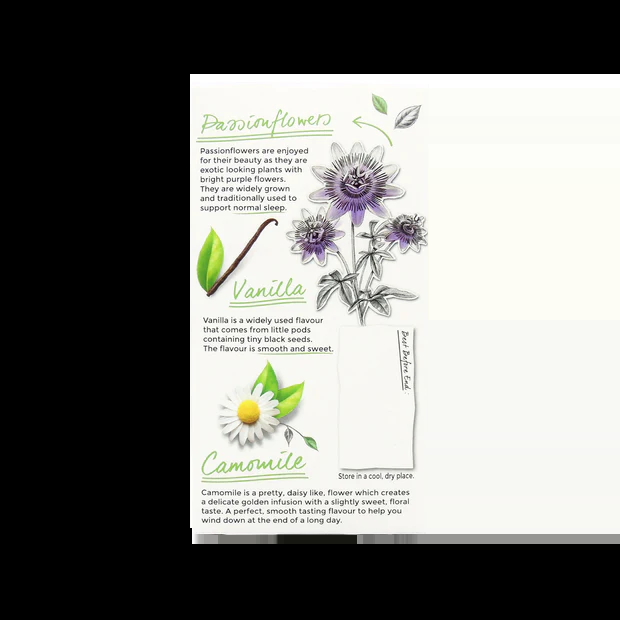 Passionflowers
Passionflowers are enjoyed
for their beauty as they are
exotic looking plants with
bright purple flowers.
They are widely grown
and traditionally used to
support normal sleep.
Vanilla
Vanilla is a widely used flavour
that comes from little pods
containing tiny black seeds.
The flavour is smooth and sweet.
Best Before End:
Store in a cool, dry place.
Camomile
Camomile is a pretty, daisy like, flower which creates
a delicate golden infusion with a slightly sweet, floral
taste. A perfect, smooth tasting flavour to help you
wind down at the end of a long day.